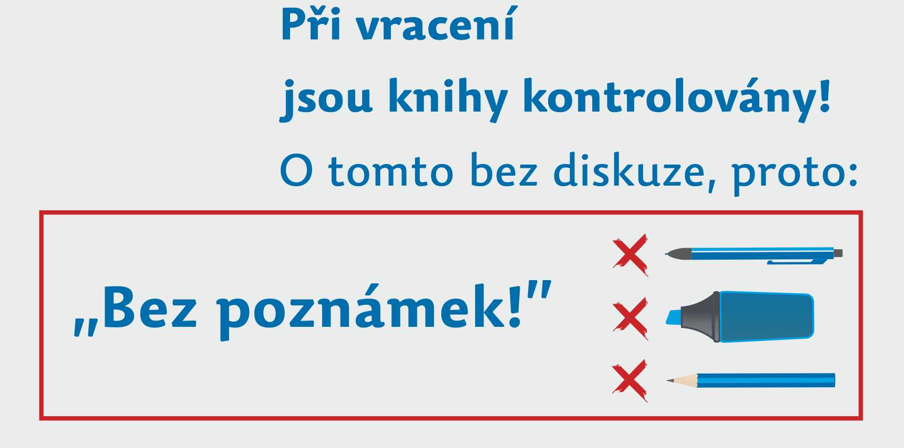 Při vracení
jsou knihy kontrolovány!
O tomto bez diskuze, proto:
„Bez poznámek!”